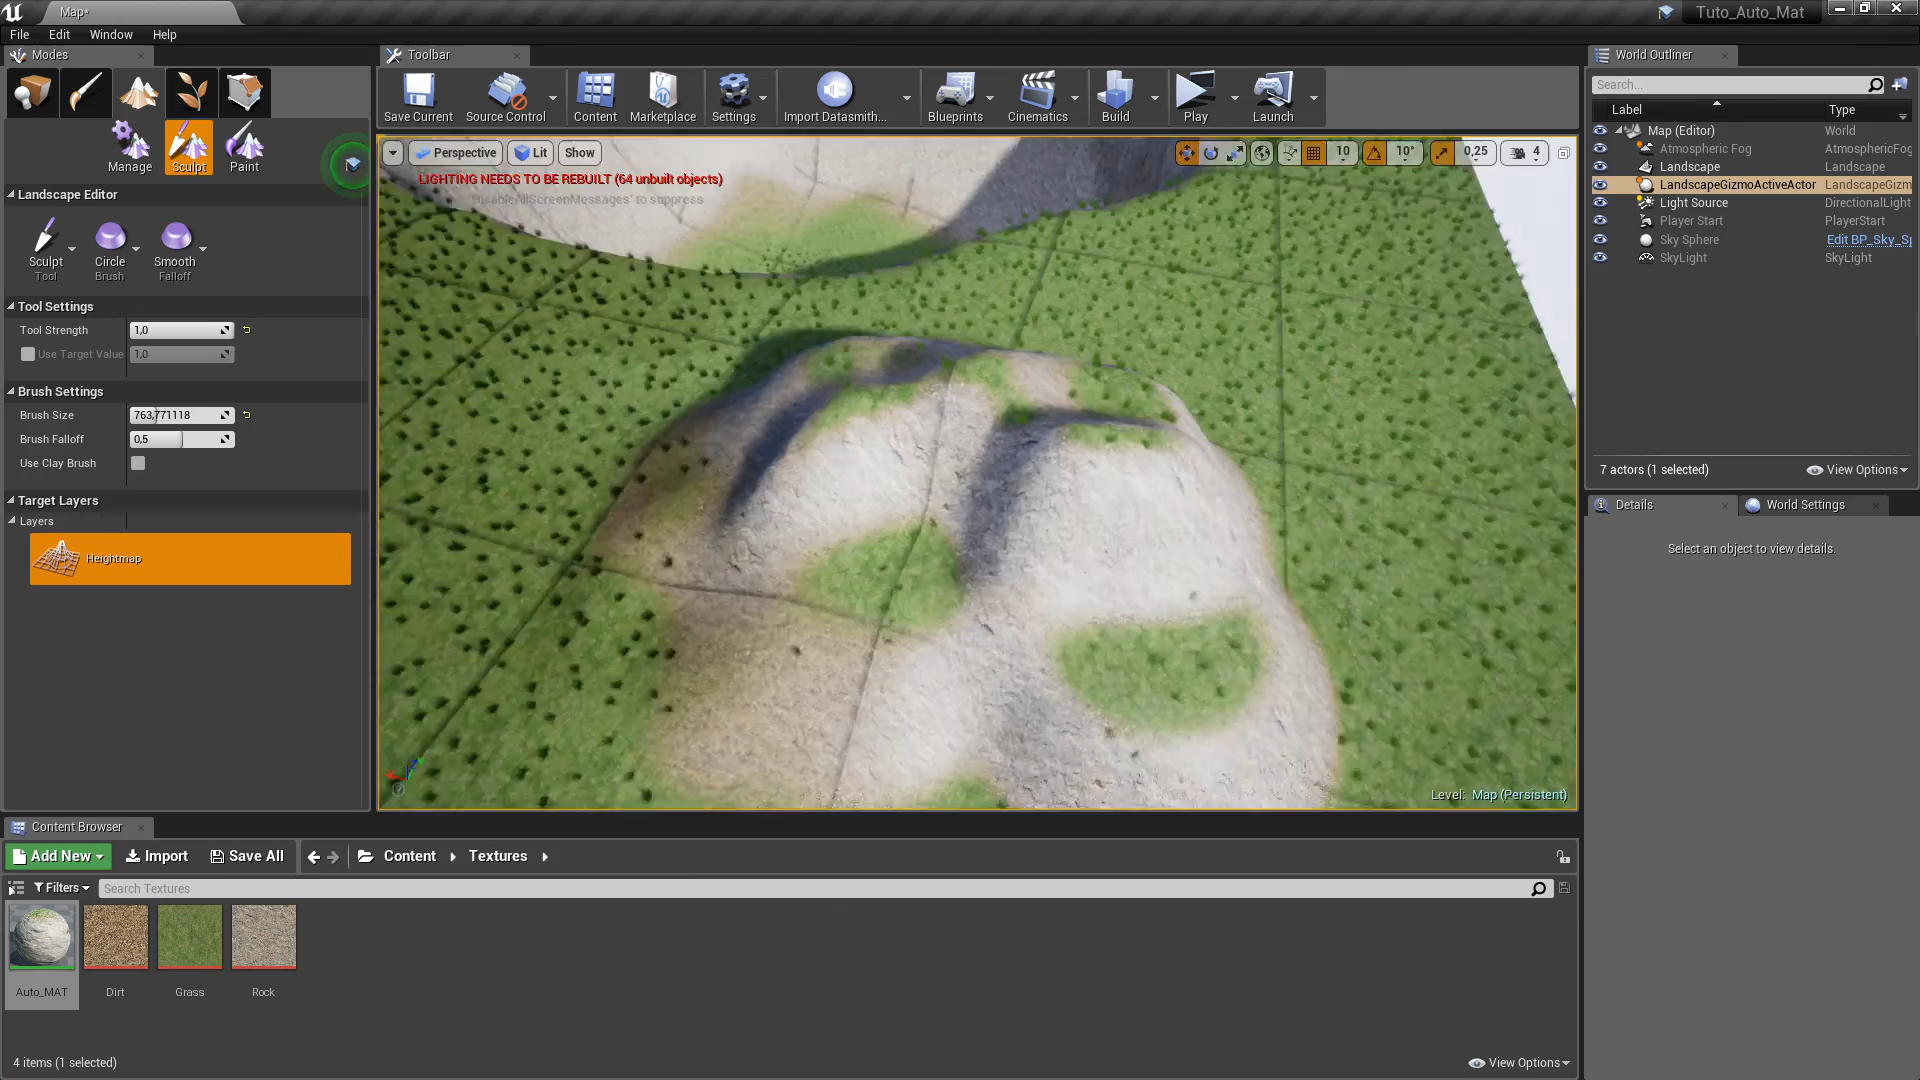 Map*
Tuto_Auto_Mat
File Edit Window Help
Modes
Toolbar
World Outliner
Save Current
Source Control
Content
Marketplace
Settings
Import Datasmith...
Blueprints
Cinematics
Build
Play
Launch
Search...
Label Type
Map (Editor) World
Atmospheric Fog AtmosphericFog
Landscape Landscape
LandscapeGizmoActiveActor LandscapeGizm
Light Source DirectionalLight
Player Start PlayerStart
Sky Sphere Edit BP_Sky_Sp
SkyLight SkyLight
7 actors (1 selected) View Options
Details World Settings
Select an object to view details.
Manage Sculpt Paint
Landscape Editor
Sculpt Circle Smooth
Tool Brush Falloff
Tool Settings
Tool Strength 1,0
Use Target Value 1,0
Brush Settings
Brush Size 763,771118
Brush Falloff 0,5
Use Clay Brush
Target Layers
Layers
Heightmap
Perspective Lit Show
10 10° 0,25 4
LIGHTING NEEDS TO BE REBUILT (64 unbuilt objects)
'DisableAllScreenMessages' to suppress
Level: Map (Persistent)
Content Browser
Add New Import Save All Content Textures
Filters Search Textures
Auto_MAT Dirt Grass Rock
4 items (1 selected) View Options